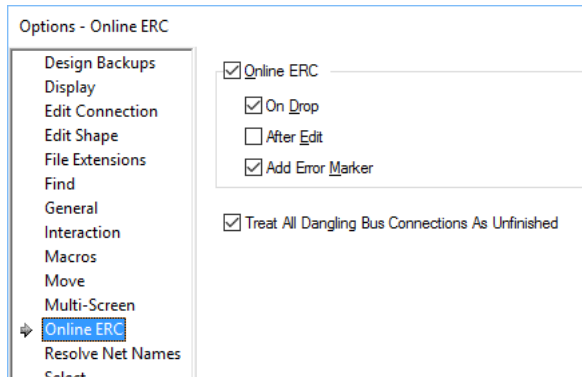 Options - Online ERC
Design Backups
Display
Edit Connection
Edit Shape
File Extensions
Find
General
Interaction
Macros
Move
Multi-Screen
Online ERC
Resolve Net Names
Select
Online ERC
On Drop
After Edit
Add Error Marker
Treat All Dangling Bus Connections As Unfinished